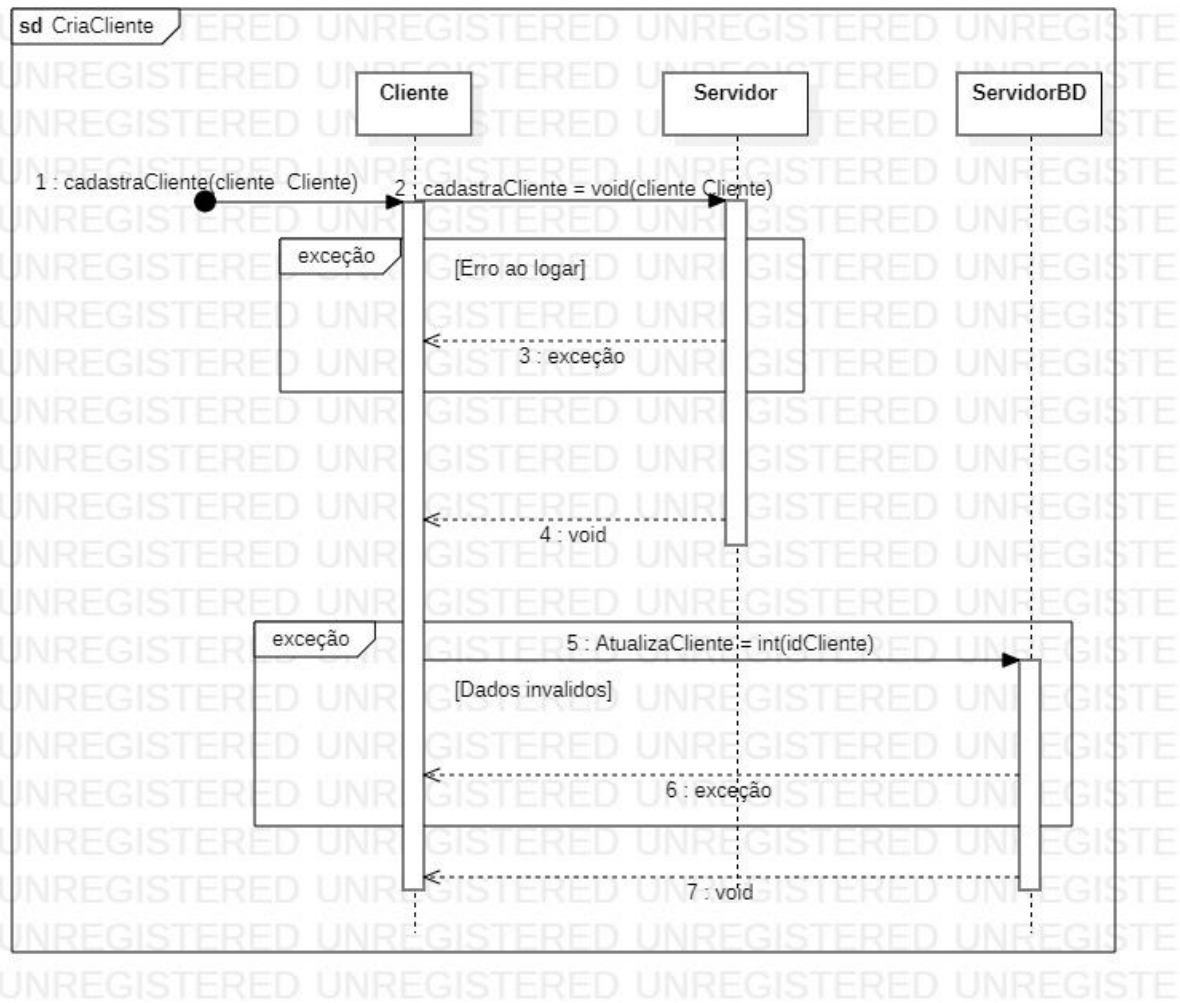 sd CriaCliente
Cliente
Servidor
ServidorBD
1 : cadastraCliente(cliente Cliente)
2 : cadastraCliente = void(cliente Cliente)
exceção
[Erro ao logar]
3 : exceção
4 : void
exceção
5 : AtualizaCliente = int(idCliente)
[Dados invalidos]
6 : exceção
7 : void
UNREGISTERED